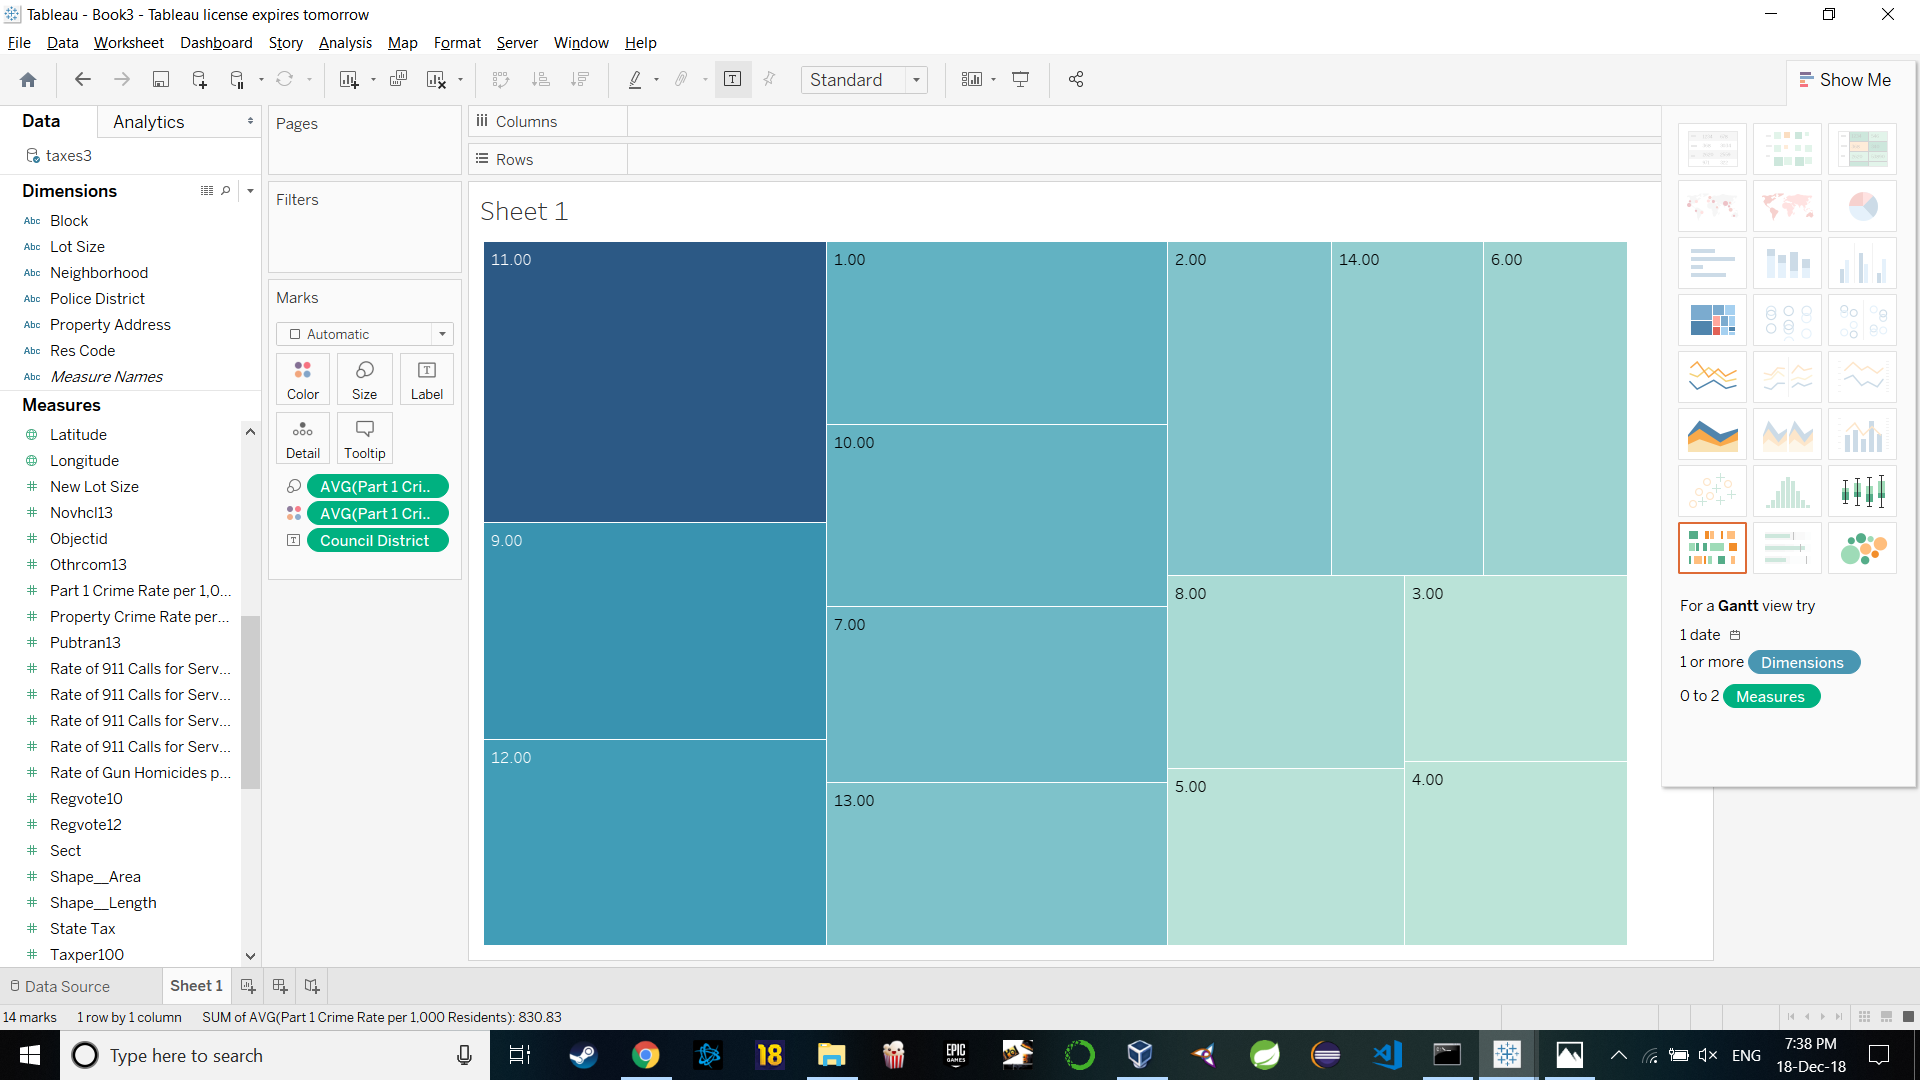 Tableau - Book3 - Tableau license expires tomorrow
File Data Worksheet Dashboard Story Analysis Map Format Server Window Help
Standard
Show Me
Data Analytics
taxes3
Dimensions
Abc Block
Abc Lot Size
Abc Neighborhood
Abc Police District
Abc Property Address
Abc Res Code
Abc Measure Names
Measures
Latitude
Longitude
New Lot Size
Novhcl13
Objectid
Othrcom13
Part 1 Crime Rate per 1,0...
Property Crime Rate per...
Pubtran13
Rate of 911 Calls for Serv...
Rate of 911 Calls for Serv...
Rate of 911 Calls for Serv...
Rate of 911 Calls for Serv...
Rate of Gun Homicides p...
Regvote10
Regvote12
Sect
Shape__Area
Shape__Length
State Tax
Taxper100
Pages
Filters
Marks
Automatic
Color Size Label
Detail Tooltip
AVG(Part 1 Cri..
AVG(Part 1 Cri..
Council District
Columns
Rows
Sheet 1
11.00
9.00
12.00
1.00
10.00
7.00
13.00
2.00
14.00
6.00
8.00
3.00
5.00
4.00
For a Gantt view try
1 date
1 or more Dimensions
0 to 2 Measures
Data Source Sheet 1
14 marks 1 row by 1 column SUM of AVG(Part 1 Crime Rate per 1,000 Residents): 830.83
Type here to search
18
EPIC
GAMES
ENG
7:38 PM
18-Dec-18